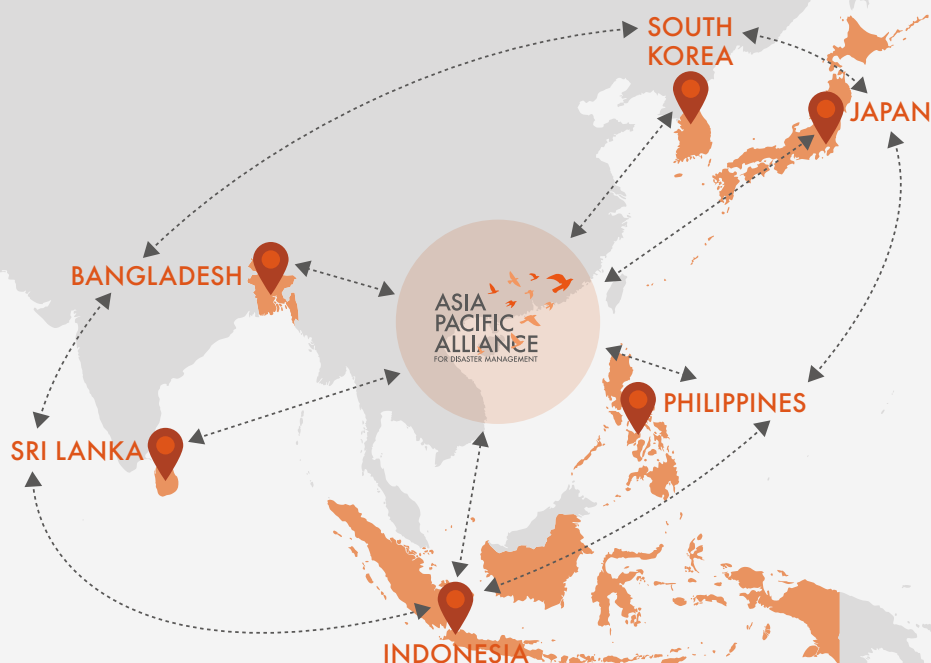 SOUTH
KOREA
JAPAN
BANGLADESH
ASIA
PACIFIC
ALLIANCE
FOR DISASTER MANAGEMENT
PHILIPPINES
SRI LANKA
INDONESIA